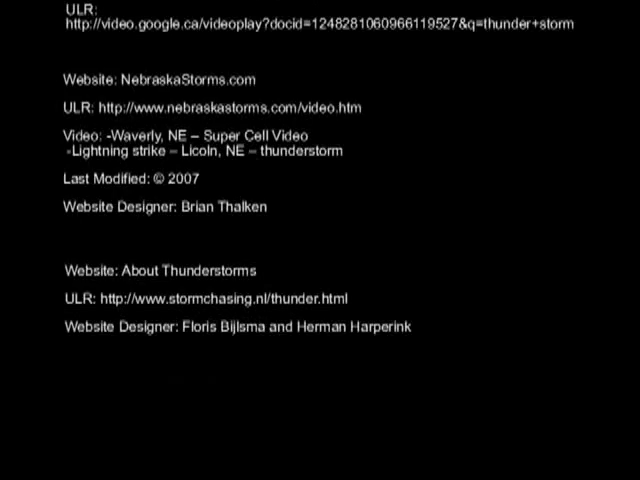 ULR:
http://video.google.ca/videoplay?docid=1248281060966119527&q=thunder+storm
Website: NebraskaStorms.com
ULR: http://www.nebraskastorms.com/video.htm
Video: -Waverly, NE – Super Cell Video
-Lightning strike – Licoln, NE – thunderstorm
Last Modified: © 2007
Website Designer: Brian Thalken
Website: About Thunderstorms
ULR: http://www.stormchasing.nl/thunder.html
Website Designer: Floris Bijlsma and Herman Harperink